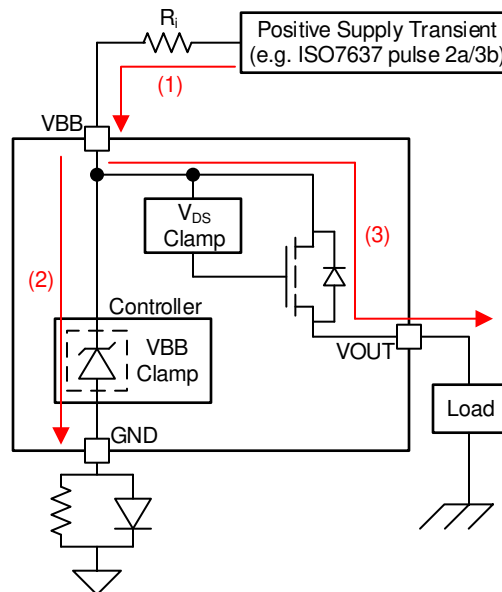 R_i
Positive Supply Transient
(e.g. ISO7637 pulse 2a/3b)
(1)
VBB
V_DS
Clamp
(3)
(2)
Controller
VBB
Clamp
VOUT
GND
Load